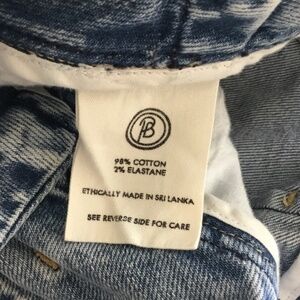 B
98% COTTON
2% ELASTANE
ETHICALLY MADE IN SRI LANKA
SEE REVERSE SIDE FOR CARE